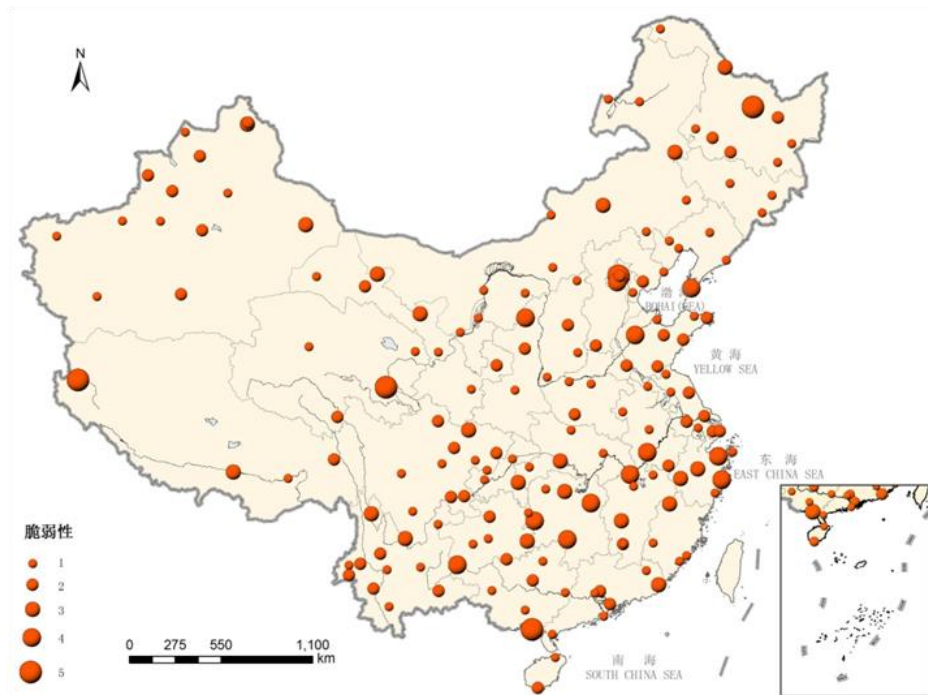 N
渤 海
BOHAI(SEA)
黄 海
YELLOW SEA
东 海
EAST CHINA SEA
脆弱性
1
2
3
4
5
0 275 550 1,100
km
南 海
SOUTH CHINA SEA